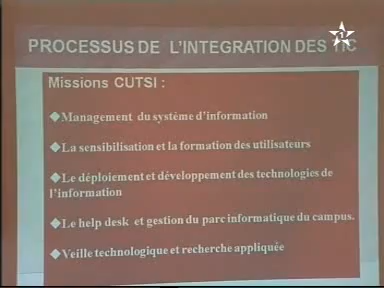 PROCESSUS DE L'INTEGRATION DES TIC
Missions CUTSI :
◆Management du système d'information
◆La sensibilisation et la formation des utilisateurs
◆Le déploiement et développement des technologies de
l'information
◆Le help desk et gestion du parc informatique du campus.
◆Veille technologique et recherche appliquée